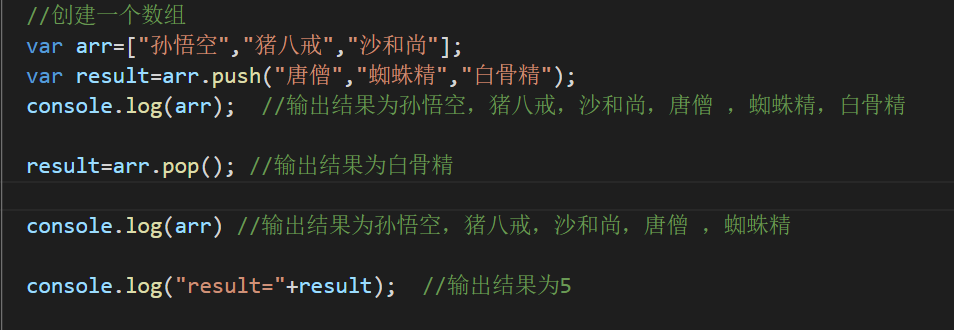 //创建一个数组
var arr=["孙悟空","猪八戒","沙和尚"];
var result=arr.push("唐僧","蜘蛛精","白骨精");
console.log(arr);  //输出结果为孙悟空，猪八戒，沙和尚，唐僧 ，蜘蛛精，白骨精
result=arr.pop(); //输出结果为白骨精
console.log(arr) //输出结果为孙悟空，猪八戒，沙和尚，唐僧 ，蜘蛛精
console.log("result="+result);  //输出结果为5